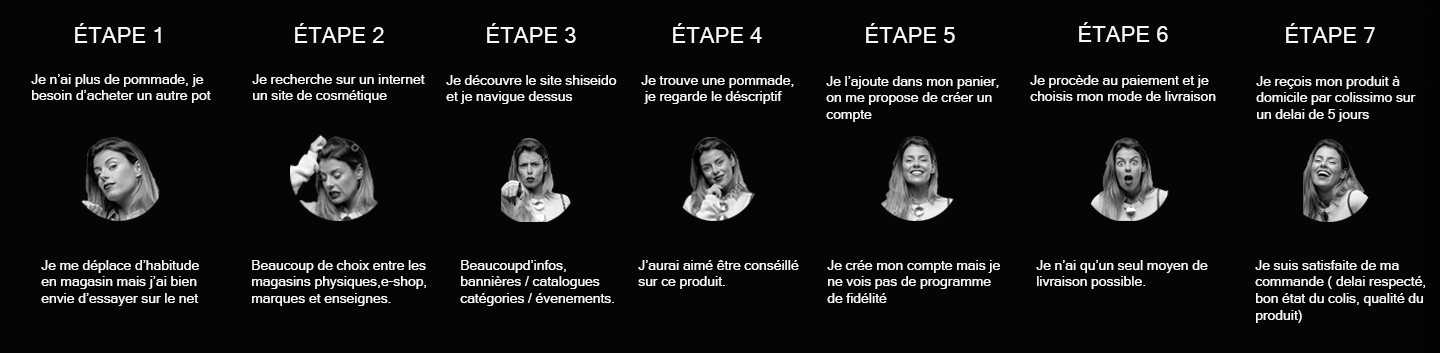 ÉTAPE 1
Je n'ai plus de pommade, je
besoin d'acheter un autre pot
Je me déplace d'habitude
en magasin mais j'ai bien
envie d'essayer sur le net
ÉTAPE 2
Je recherche sur un internet
un site de cosmétique
Beaucoup de choix entre les
magasins physiques,e-shop,
marques et enseignes.
ÉTAPE 3
Je découvre le site shiseido
et je navigue dessus
Beaucoupd'infos,
bannières / catalogues
catégories / évenements.
ÉTAPE 4
Je trouve une pommade,
je regarde le déscriptif
J'aurai aimé être conséillé
sur ce produit.
ÉTAPE 5
Je l'ajoute dans mon panier,
on me propose de créer un
compte
Je crée mon compte mais je
ne vois pas de programme
de fidélité
ÉTAPE 6
Je procède au paiement et je
choisis mon mode de livraison
Je n'ai qu'un seul moyen de
livraison possible.
ÉTAPE 7
Je reçois mon produit à
domicile par colissimo sur
un delai de 5 jours
Je suis satisfaite de ma
commande ( delai respecté,
bon état du colis, qualité du
produit)